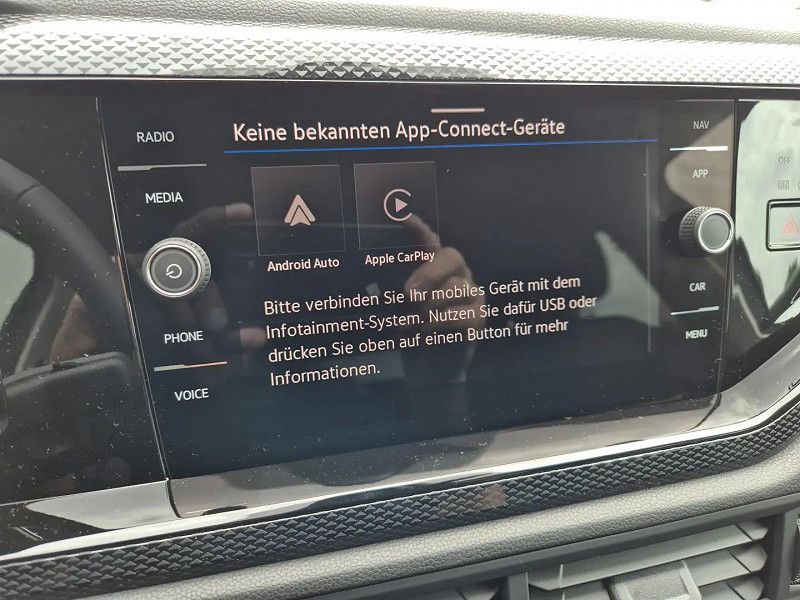 Keine bekannten App-Connect-Geräte
RADIO
MEDIA
PHONE
VOICE
Android Auto
Apple CarPlay
Bitte verbinden Sie Ihr mobiles Gerät mit dem
Infotainment-System. Nutzen Sie dafür USB oder
drücken Sie oben auf einen Button für mehr
Informationen.
NAV
APP
CAR
MENU
OFF